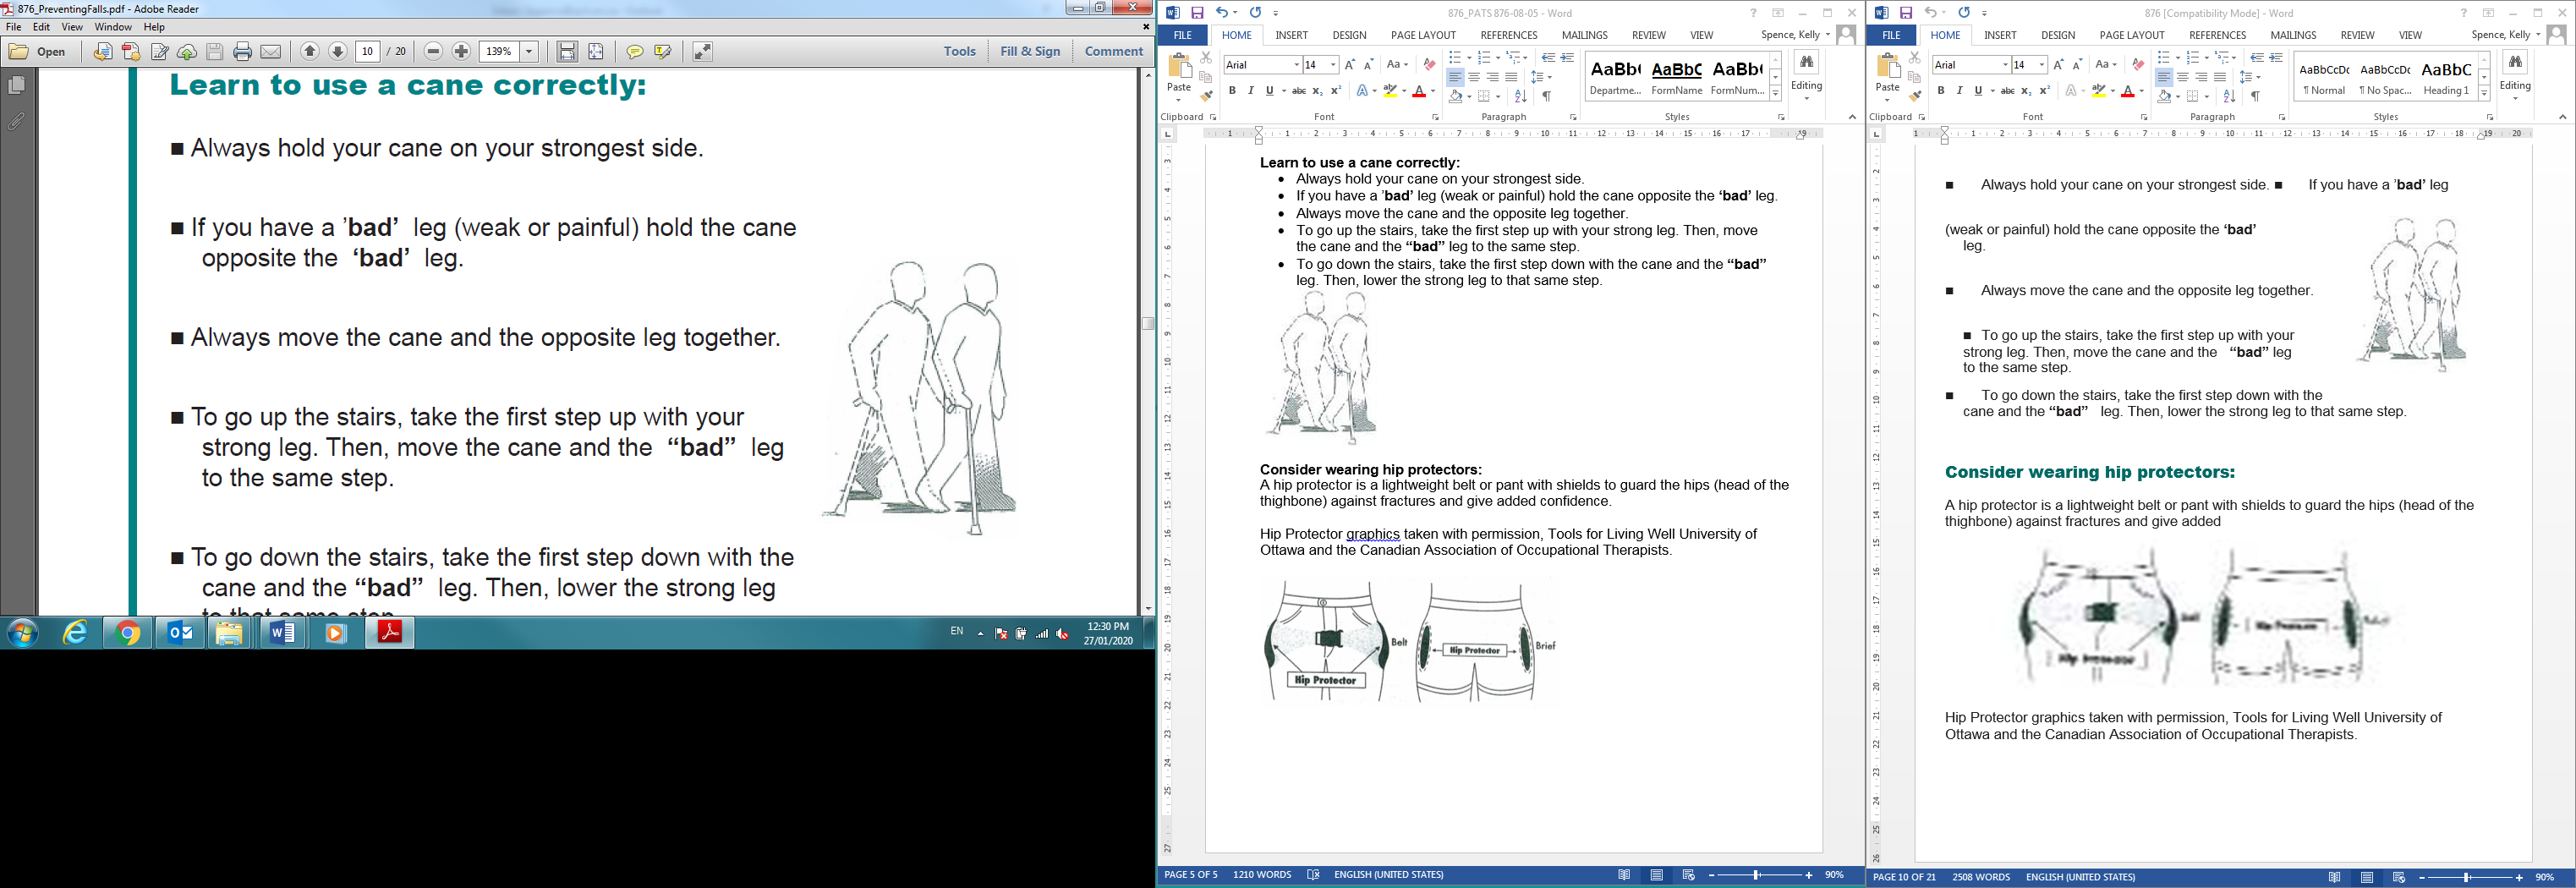 876_PreventingFalls.pdf - Adobe Reader
File Edit View Window Help
Open 10 / 20 139% Tools Fill & Sign Comment
Learn to use a cane correctly:
■ Always hold your cane on your strongest side.
■ If you have a ’bad’ leg (weak or painful) hold the cane
opposite the ‘bad’ leg.
■ Always move the cane and the opposite leg together.
■ To go up the stairs, take the first step up with your
strong leg. Then, move the cane and the “bad” leg
to the same step.
■ To go down the stairs, take the first step down with the
cane and the “bad” leg. Then, lower the strong leg
to that same step.
EN 12:30 PM
27/01/2020
876_PATS 876-08-05 - Word
FILE HOME INSERT DESIGN PAGE LAYOUT REFERENCES MAILINGS REVIEW VIEW Spence, Kelly
Paste Arial 14 AaBb( AaBbC AaBb( Editing
Departme... FormName FormNum...
Clipboard Font Paragraph Styles
Learn to use a cane correctly:
• Always hold your cane on your strongest side.
• If you have a ’bad’ leg (weak or painful) hold the cane opposite the ‘bad’ leg.
• Always move the cane and the opposite leg together.
• To go up the stairs, take the first step up with your strong leg. Then, move
the cane and the “bad” leg to the same step.
• To go down the stairs, take the first step down with the cane and the “bad”
leg. Then, lower the strong leg to that same step.
Consider wearing hip protectors:
A hip protector is a lightweight belt or pant with shields to guard the hips (head of the
thighbone) against fractures and give added confidence.
Hip Protector graphics taken with permission, Tools for Living Well University of
Ottawa and the Canadian Association of Occupational Therapists.
Belt
Hip Protector
Hip Protector
Brief
PAGE 5 OF 5 1210 WORDS ENGLISH (UNITED STATES) 90%
876 [Compatibility Mode] - Word
FILE HOME INSERT DESIGN PAGE LAYOUT REFERENCES MAILINGS REVIEW VIEW Spence, Kelly
Paste Arial 14 AaBbCcDc AaBbCcDc AaBbC Editing
¶ Normal ¶ No Spac... Heading 1
Clipboard Font Paragraph Styles
■ Always hold your cane on your strongest side. ■ If you have a ’bad’ leg
(weak or painful) hold the cane opposite the ‘bad’
leg.
■ Always move the cane and the opposite leg together.
■ To go up the stairs, take the first step up with your
strong leg. Then, move the cane and the “bad” leg
to the same step.
■ To go down the stairs, take the first step down with the
cane and the “bad” leg. Then, lower the strong leg to that same step.
Consider wearing hip protectors:
A hip protector is a lightweight belt or pant with shields to guard the hips (head of the
thighbone) against fractures and give added
Hip Protector graphics taken with permission, Tools for Living Well University of
Ottawa and the Canadian Association of Occupational Therapists.
PAGE 10 OF 21 2508 WORDS ENGLISH (UNITED STATES) 90%